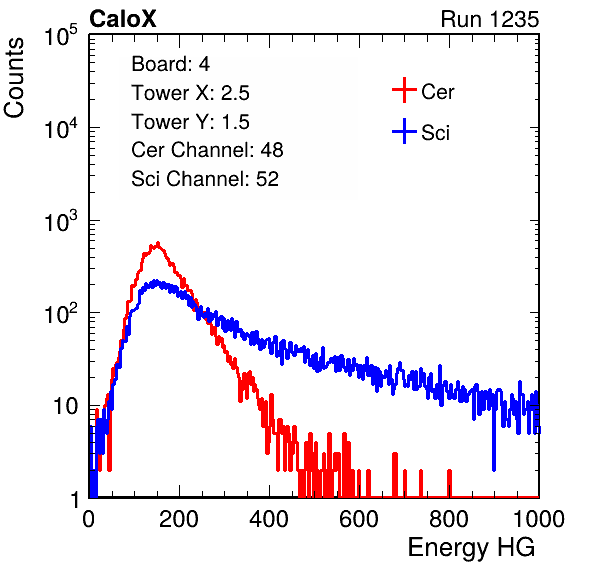 CaloX Run 1235
Counts
10^5
10^4
10^3
10^2
10
1
Board: 4
Tower X: 2.5
Tower Y: 1.5
Cer Channel: 48
Sci Channel: 52
Cer
Sci
0 200 400 600 800 1000
Energy HG